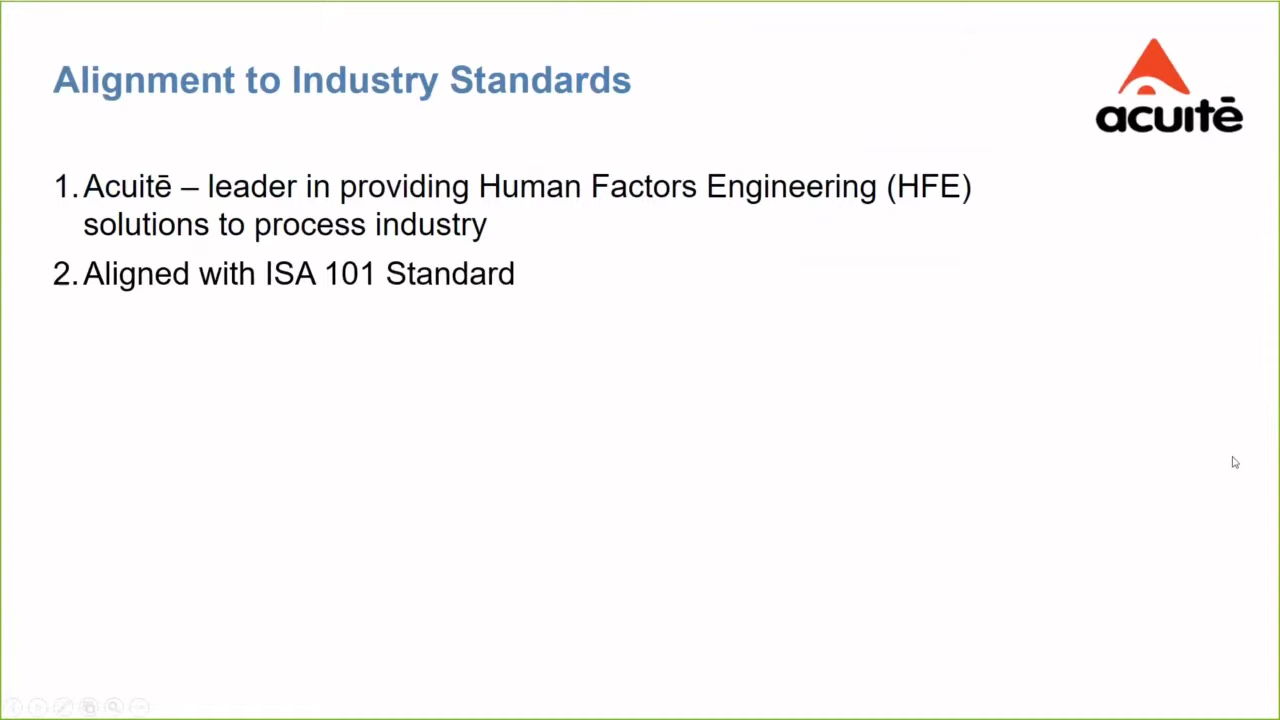 Alignment to Industry Standards
acuitē
1. Acuitē – leader in providing Human Factors Engineering (HFE)
solutions to process industry
2. Aligned with ISA 101 Standard